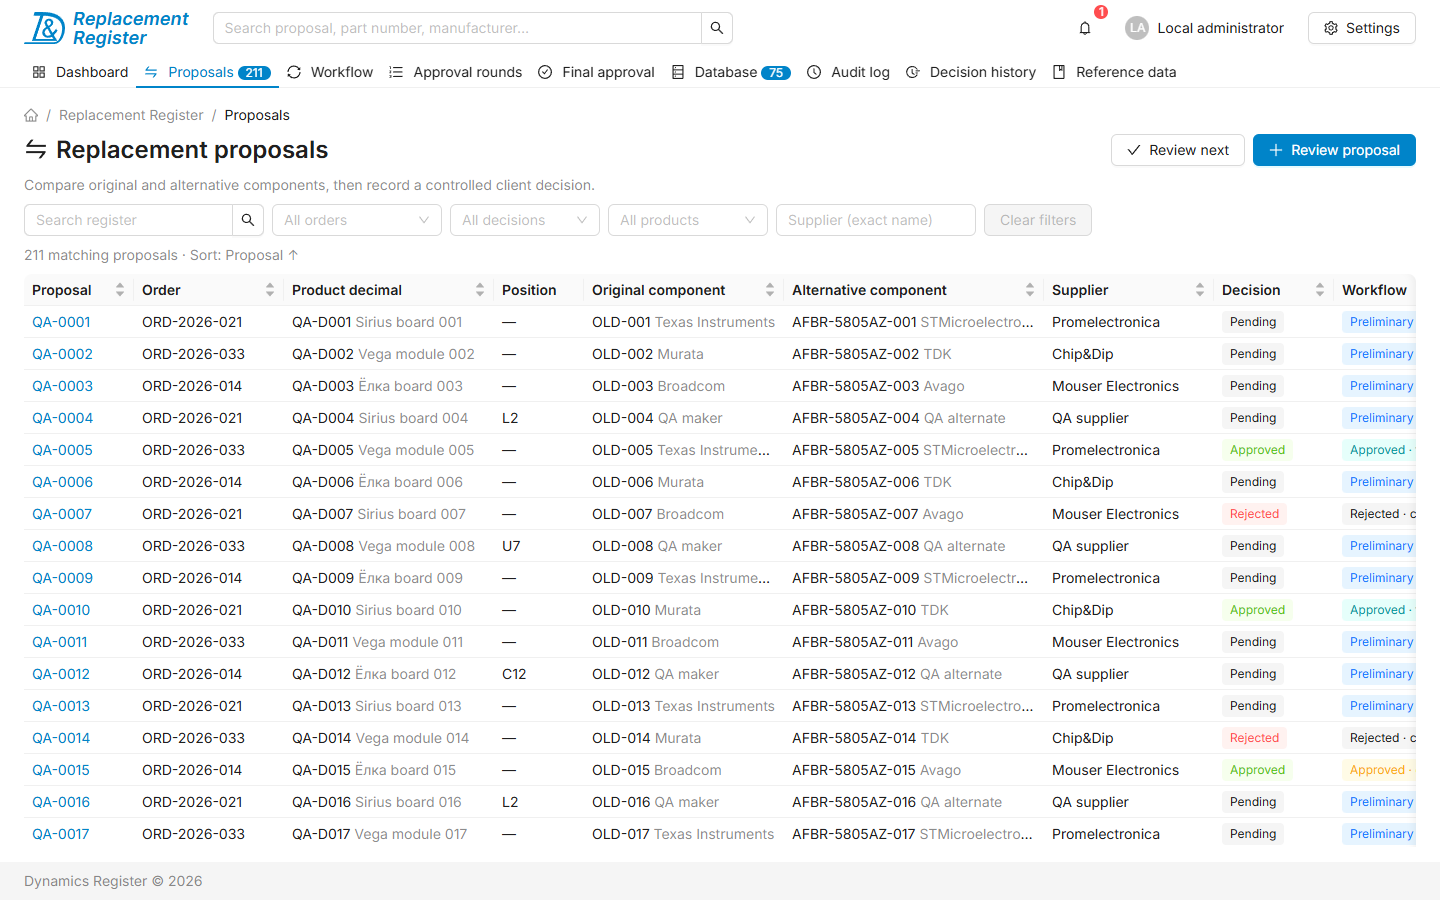 Replacement Register
Search proposal, part number, manufacturer...
1
LA Local administrator
Settings
Dashboard
Proposals 211
Workflow
Approval rounds
Final approval
Database 75
Audit log
Decision history
Reference data
/ Replacement Register / Proposals
Replacement proposals
Review next
Review proposal
Compare original and alternative components, then record a controlled client decision.
Search register
All orders
All decisions
All products
Supplier (exact name)
Clear filters
211 matching proposals · Sort: Proposal ↑
Proposal Order Product decimal Position Original component Alternative component Supplier Decision Workflow
QA-0001 ORD-2026-021 QA-D001 Sirius board 001 — OLD-001 Texas Instruments AFBR-5805AZ-001 STMicroelectro... Promelectronica Pending Preliminary
QA-0002 ORD-2026-033 QA-D002 Vega module 002 — OLD-002 Murata AFBR-5805AZ-002 TDK Chip&Dip Pending Preliminary
QA-0003 ORD-2026-014 QA-D003 Ёлка board 003 — OLD-003 Broadcom AFBR-5805AZ-003 Avago Mouser Electronics Pending Preliminary
QA-0004 ORD-2026-021 QA-D004 Sirius board 004 L2 OLD-004 QA maker AFBR-5805AZ-004 QA alternate QA supplier Pending Preliminary
QA-0005 ORD-2026-033 QA-D005 Vega module 005 — OLD-005 Texas Instrume... AFBR-5805AZ-005 STMicroelectr... Promelectronica Approved Approved ·
QA-0006 ORD-2026-014 QA-D006 Ёлка board 006 — OLD-006 Murata AFBR-5805AZ-006 TDK Chip&Dip Pending Preliminary
QA-0007 ORD-2026-021 QA-D007 Sirius board 007 — OLD-007 Broadcom AFBR-5805AZ-007 Avago Mouser Electronics Rejected Rejected · c
QA-0008 ORD-2026-033 QA-D008 Vega module 008 U7 OLD-008 QA maker AFBR-5805AZ-008 QA alternate QA supplier Pending Preliminary
QA-0009 ORD-2026-014 QA-D009 Ёлка board 009 — OLD-009 Texas Instrume... AFBR-5805AZ-009 STMicroelectr... Promelectronica Pending Preliminary
QA-0010 ORD-2026-021 QA-D010 Sirius board 010 — OLD-010 Murata AFBR-5805AZ-010 TDK Chip&Dip Approved Approved ·
QA-0011 ORD-2026-033 QA-D011 Vega module 011 — OLD-011 Broadcom AFBR-5805AZ-011 Avago Mouser Electronics Pending Preliminary
QA-0012 ORD-2026-014 QA-D012 Ёлка board 012 C12 OLD-012 QA maker AFBR-5805AZ-012 QA alternate QA supplier Pending Preliminary
QA-0013 ORD-2026-021 QA-D013 Sirius board 013 — OLD-013 Texas Instruments AFBR-5805AZ-013 STMicroelectro... Promelectronica Pending Preliminary
QA-0014 ORD-2026-033 QA-D014 Vega module 014 — OLD-014 Murata AFBR-5805AZ-014 TDK Chip&Dip Rejected Rejected · c
QA-0015 ORD-2026-014 QA-D015 Ёлка board 015 — OLD-015 Broadcom AFBR-5805AZ-015 Avago Mouser Electronics Approved Approved ·
QA-0016 ORD-2026-021 QA-D016 Sirius board 016 L2 OLD-016 QA maker AFBR-5805AZ-016 QA alternate QA supplier Pending Preliminary
QA-0017 ORD-2026-033 QA-D017 Vega module 017 — OLD-017 Texas Instruments AFBR-5805AZ-017 STMicroelectro... Promelectronica Pending Preliminary
Dynamics Register © 2026